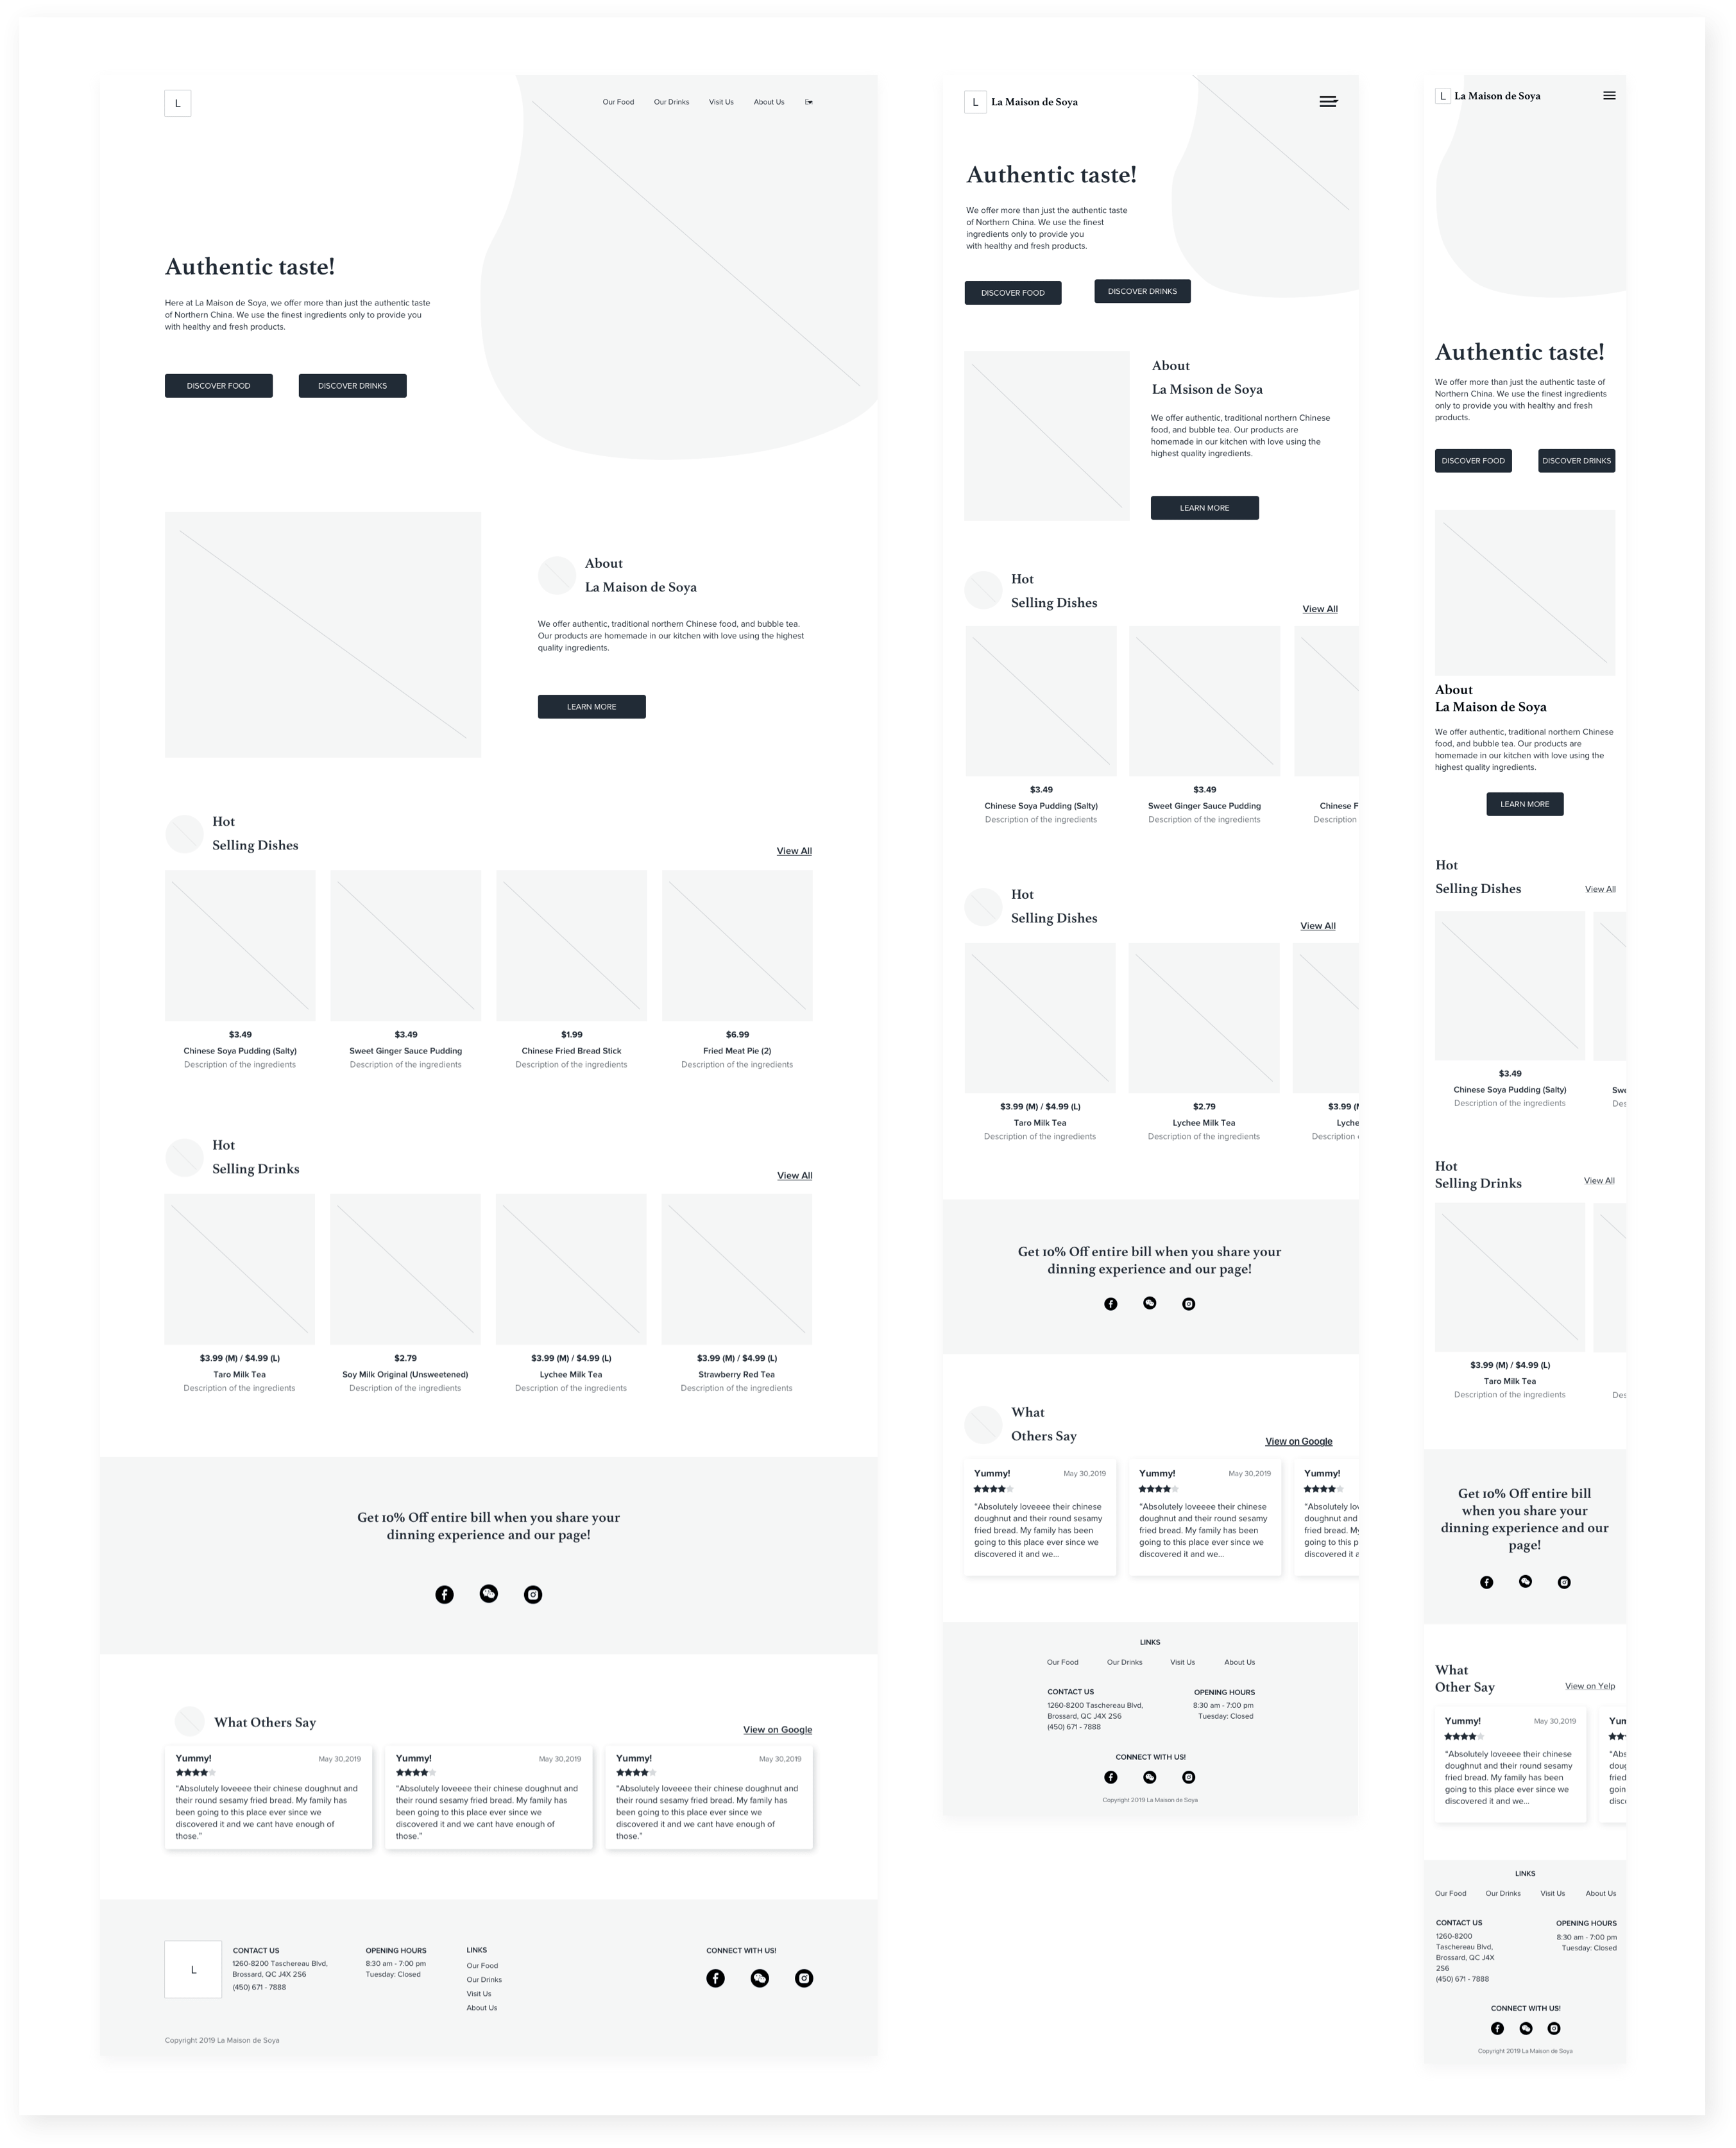 L
Our Food Our Drinks Visit Us About Us
Authentic taste!
Here at La Maison de Soya, we offer more than just the authentic taste
of Northern China. We use the finest ingredients only to provide you
with healthy and fresh products.
DISCOVER FOOD DISCOVER DRINKS
About
La Maison de Soya
We offer authentic, traditional northern Chinese food, and bubble tea.
Our products are homemade in our kitchen with love using the highest
quality ingredients.
LEARN MORE
Hot
Selling Dishes
View All
$3.49 $3.49 $1.99 $6.99
Chinese Soya Pudding (Salty) Sweet Ginger Sauce Pudding Chinese Fried Bread Stick Fried Meat Pie (2)
Description of the ingredients Description of the ingredients Description of the ingredients Description of the ingredients
Hot
Selling Drinks
View All
$3.99 (M) / $4.99 (L) $2.79 $3.99 (M) / $4.99 (L) $3.99 (M) / $4.99 (L)
Taro Milk Tea Soy Milk Original (Unsweetened) Lychee Milk Tea Strawberry Red Tea
Description of the ingredients Description of the ingredients Description of the ingredients Description of the ingredients
Get 10% Off entire bill when you share your
dinning experience and our page!
What Others Say
View on Google
Yummy! May 30,2019
“Absolutely loveeee their chinese doughnut and
their round sesamy fried bread. My family has
been going to this place ever since we
discovered it and we cant have enough of
those.”
Yummy! May 30,2019
“Absolutely loveeee their chinese doughnut and
their round sesamy fried bread. My family has
been going to this place ever since we
discovered it and we cant have enough of
those.”
Yummy! May 30,2019
“Absolutely loveeee their chinese doughnut and
their round sesamy fried bread. My family has
been going to this place ever since we
discovered it and we cant have enough of
those.”
L
CONTACT US
1260-8200 Taschereau Blvd,
Brossard, QC J4X 2S6
(450) 671 - 7888
OPENING HOURS
8:30 am - 7:00 pm
Tuesday: Closed
LINKS
Our Food
Our Drinks
Visit Us
About Us
CONNECT WITH US!
Copyright 2019 La Maison de Soya
L La Maison de Soya
Authentic taste!
We offer more than just the authentic taste
of Northern China. We use the finest
ingredients only to provide you
with healthy and fresh products.
DISCOVER FOOD DISCOVER DRINKS
About
La Msison de Soya
We offer authentic, traditional northern Chinese
food, and bubble tea. Our products are
homemade in our kitchen with love using the
highest quality ingredients.
LEARN MORE
Hot
Selling Dishes
View All
$3.49 $3.49
Chinese Soya Pudding (Salty) Sweet Ginger Sauce Pudding Chinese F
Description of the ingredients Description of the ingredients Description
Hot
Selling Dishes
View All
$3.99 (M) / $4.99 (L) $2.79 $3.99 (M
Taro Milk Tea Lychee Milk Tea Lyche
Description of the ingredients Description of the ingredients Description
Get 10% Off entire bill when you share your
dinning experience and our page!
What
Others Say
View on Google
Yummy! May 30,2019
“Absolutely loveeee their chinese
doughnut and their round sesamy
fried bread. My family has been
going to this place ever since we
discovered it and we...
Yummy! May 30,2019
“Absolutely loveeee their chinese
doughnut and their round sesamy
fried bread. My family has been
going to this place ever since we
discovered it and we...
Yummy!
“Absolutely lov
doughnut and
fried bread. My
going to this p
discovered it a
LINKS
Our Food Our Drinks Visit Us About Us
CONTACT US
1260-8200 Taschereau Blvd,
Brossard, QC J4X 2S6
(450) 671 - 7888
OPENING HOURS
8:30 am - 7:00 pm
Tuesday: Closed
CONNECT WITH US!
Copyright 2019 La Maison de Soya
L La Maison de Soya
Authentic taste!
We offer more than just the authentic taste of
Northern China. We use the finest ingredients
only to provide you with healthy and fresh
products.
DISCOVER FOOD DISCOVER DRINKS
About
La Maison de Soya
We offer authentic, traditional northern Chinese
food, and bubble tea. Our products are
homemade in our kitchen with love using the
highest quality ingredients.
LEARN MORE
Hot
Selling Dishes
View All
$3.49
Chinese Soya Pudding (Salty) Swe
Description of the ingredients Des
Hot
Selling Drinks
View All
$3.99 (M) / $4.99 (L)
Taro Milk Tea
Description of the ingredients Des
Get 10% Off entire bill
when you share your
dinning experience and our
page!
What
Other Say
View on Yelp
Yummy! May 30,2019
“Absolutely loveeee their chinese
doughnut and their round sesamy
fried bread. My family has been
going to this place ever since we
discovered it and we...
Yum
“Abs
doug
fried
goin
disco
LINKS
Our Food Our Drinks Visit Us About Us
CONTACT US
1260-8200
Taschereau Blvd,
Brossard, QC J4X
2S6
(450) 671 - 7888
OPENING HOURS
8:30 am - 7:00 pm
Tuesday: Closed
CONNECT WITH US!
Copyright 2019 La Maison de Soya